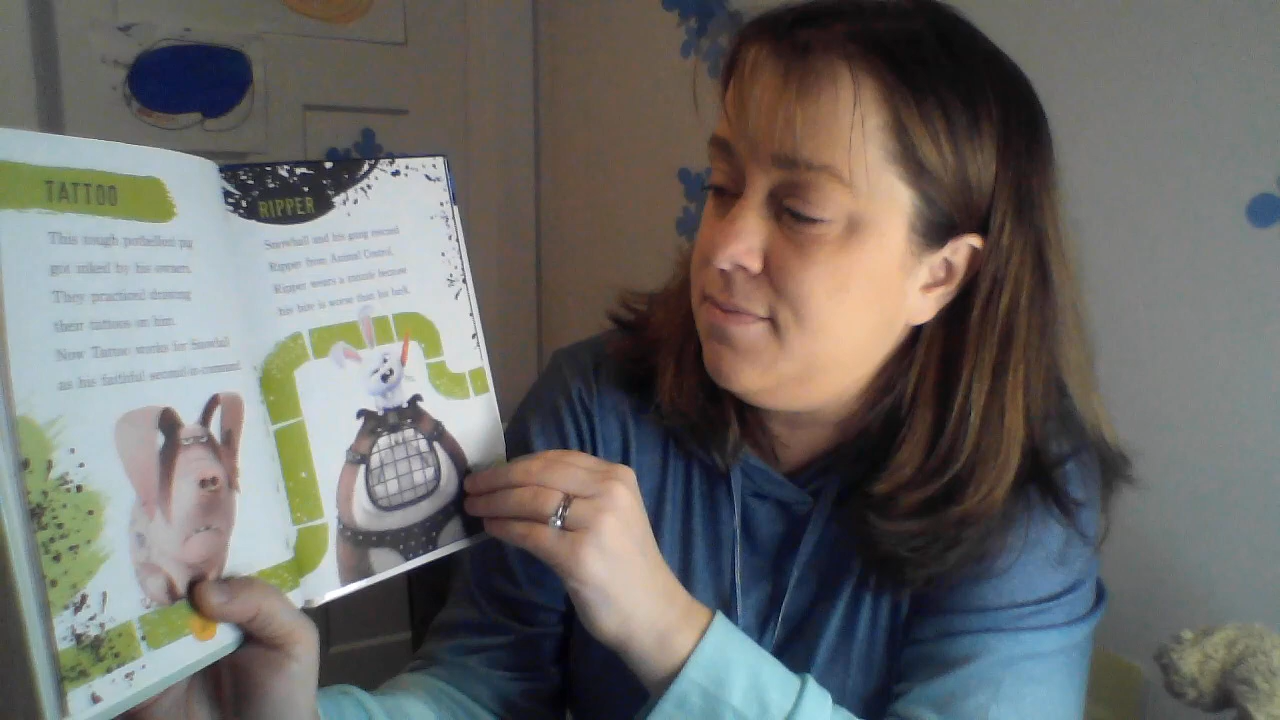 TATTOO
This tough potbellied pig
got inked by his owners.
They practiced drawing
their tattoos on him.
Now Tattoo works for Snowball
as his faithful second-in-command.
RIPPER
Snowball and his gang rescued
Ripper from Animal Control.
Ripper wears a muzzle because
his bite is worse than his bark.